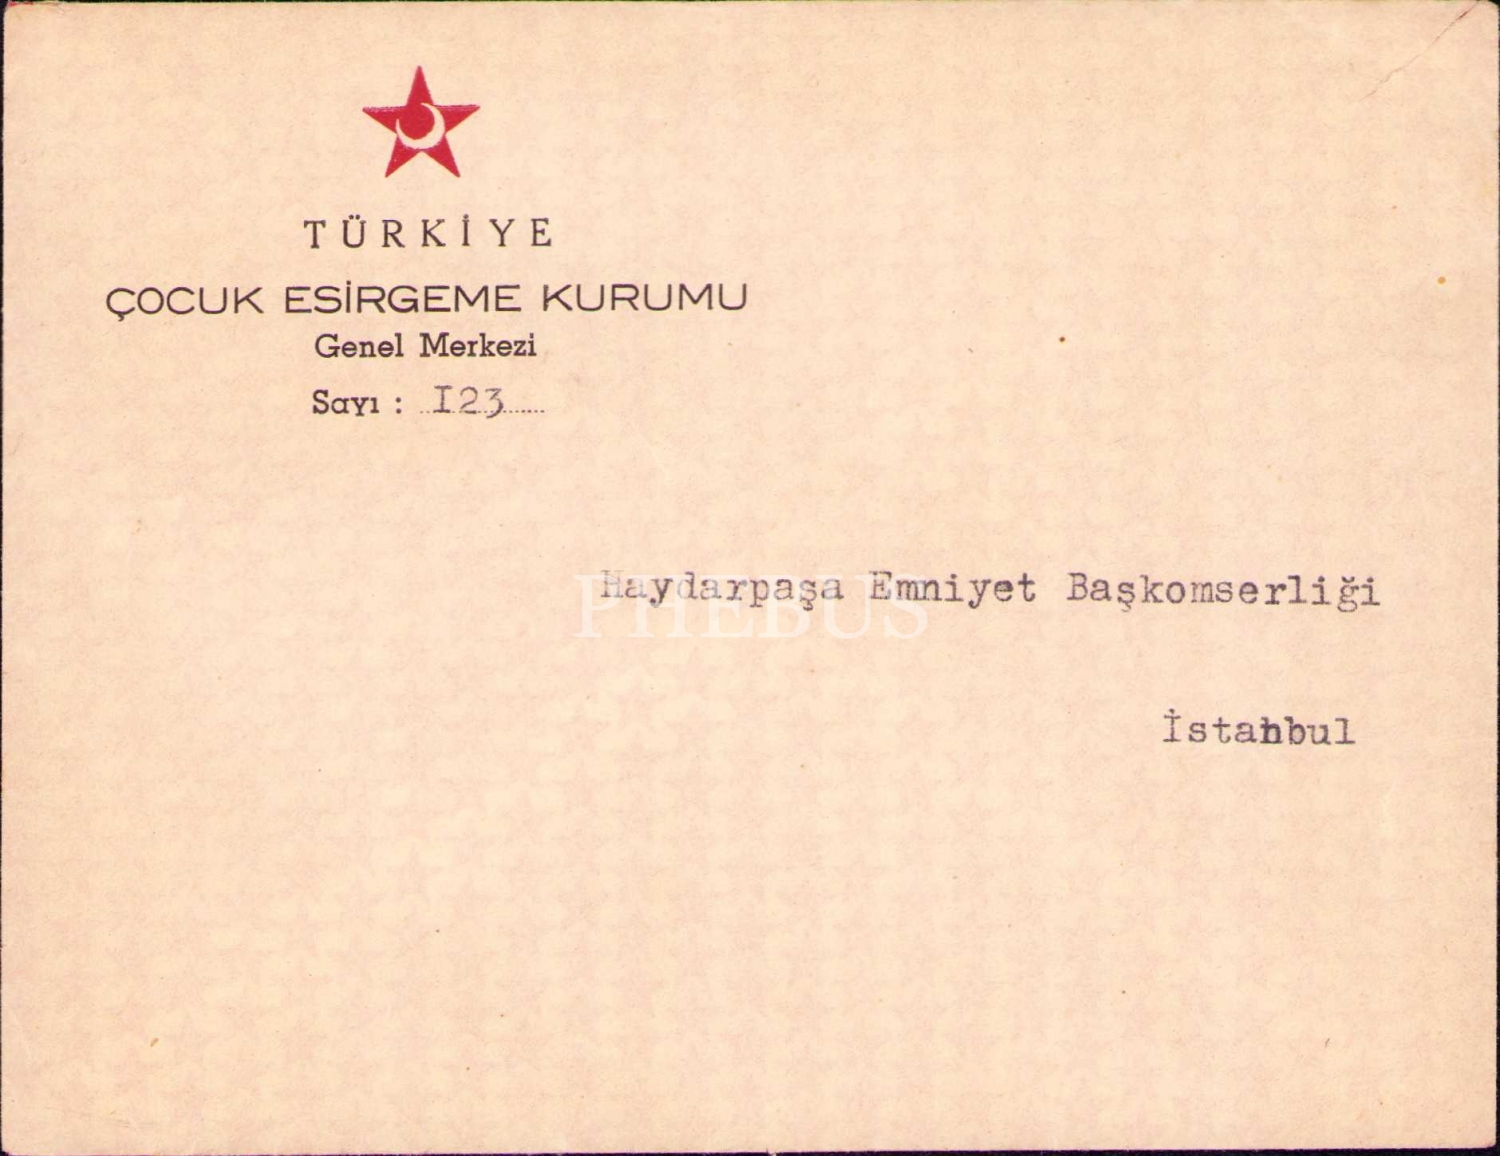 TÜRKİYE
ÇOCUK ESİRGEME KURUMU
Genel Merkezi
Sayı : I23
Haydarpaşa Emniyet Başkomserliği
PHEBUS
İstanbul